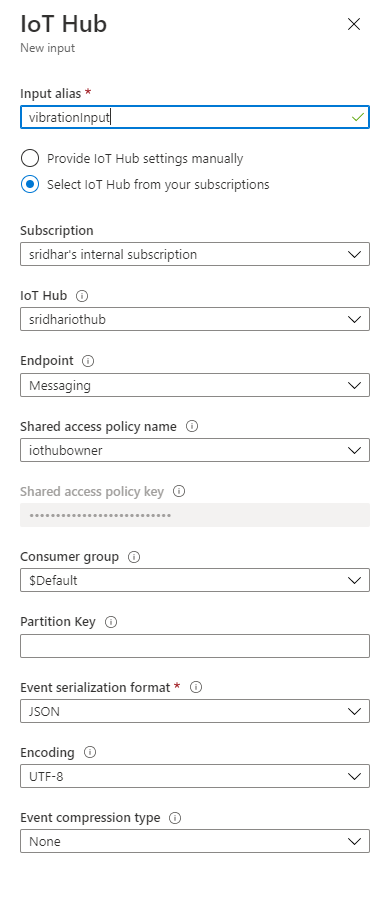 IoT Hub
New input
Input alias *
vibrationInput
Provide IoT Hub settings manually
Select IoT Hub from your subscriptions
Subscription
sridhar's internal subscription
IoT Hub
sridhariothub
Endpoint
Messaging
Shared access policy name
iothubowner
Shared access policy key
•••••••••••••••••••••••••••
Consumer group
$Default
Partition Key
Event serialization format *
JSON
Encoding
UTF-8
Event compression type
None